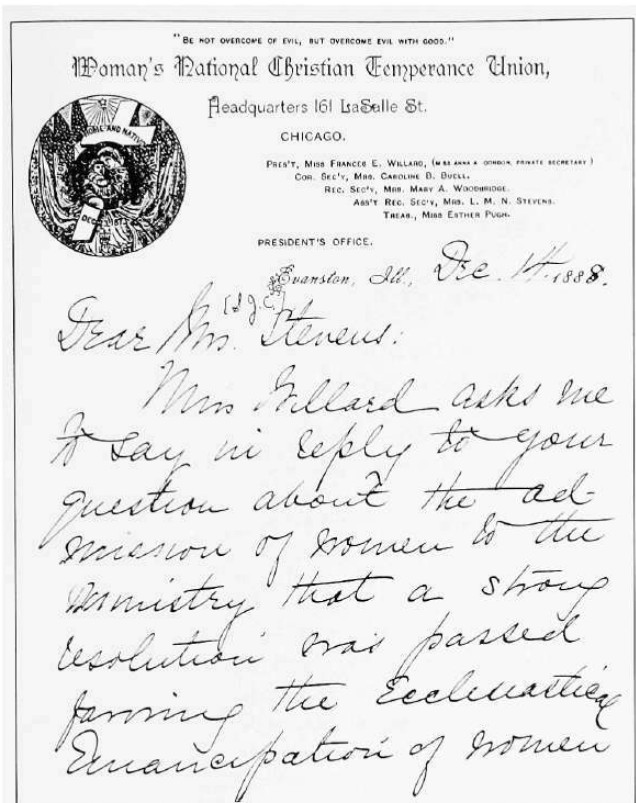 "BE NOT OVERCOME OF EVIL, BUT OVERCOME EVIL WITH GOOD."
Woman's National Christian Temperance Union,
Headquarters 161 LaSalle St.
CHICAGO.
PRES'T, MISS FRANCES E. WILLARD, (MISS ANNA A. GORDON, PRIVATE SECRETARY)
COR. SEC'Y, MRS. CAROLINE B. BUELL.
REC. SEC'Y, MRS. MARY A. WOODBRIDGE.
ASS'T REC. SEC'Y, MRS. L. M. N. STEVENS.
TREAS., MISS ESTHER PUGH.
HOME AND NATIVE
PRESIDENT'S OFFICE.
Evanston, Ill., Dec. 14. 1888.
Dear Mrs. Stevens:
Miss Willard asks me
to say in reply to your
question about the ad-
mission of women to the
ministry that a strong
resolution was passed
favoring the Ecclesiastical
Emancipation of women